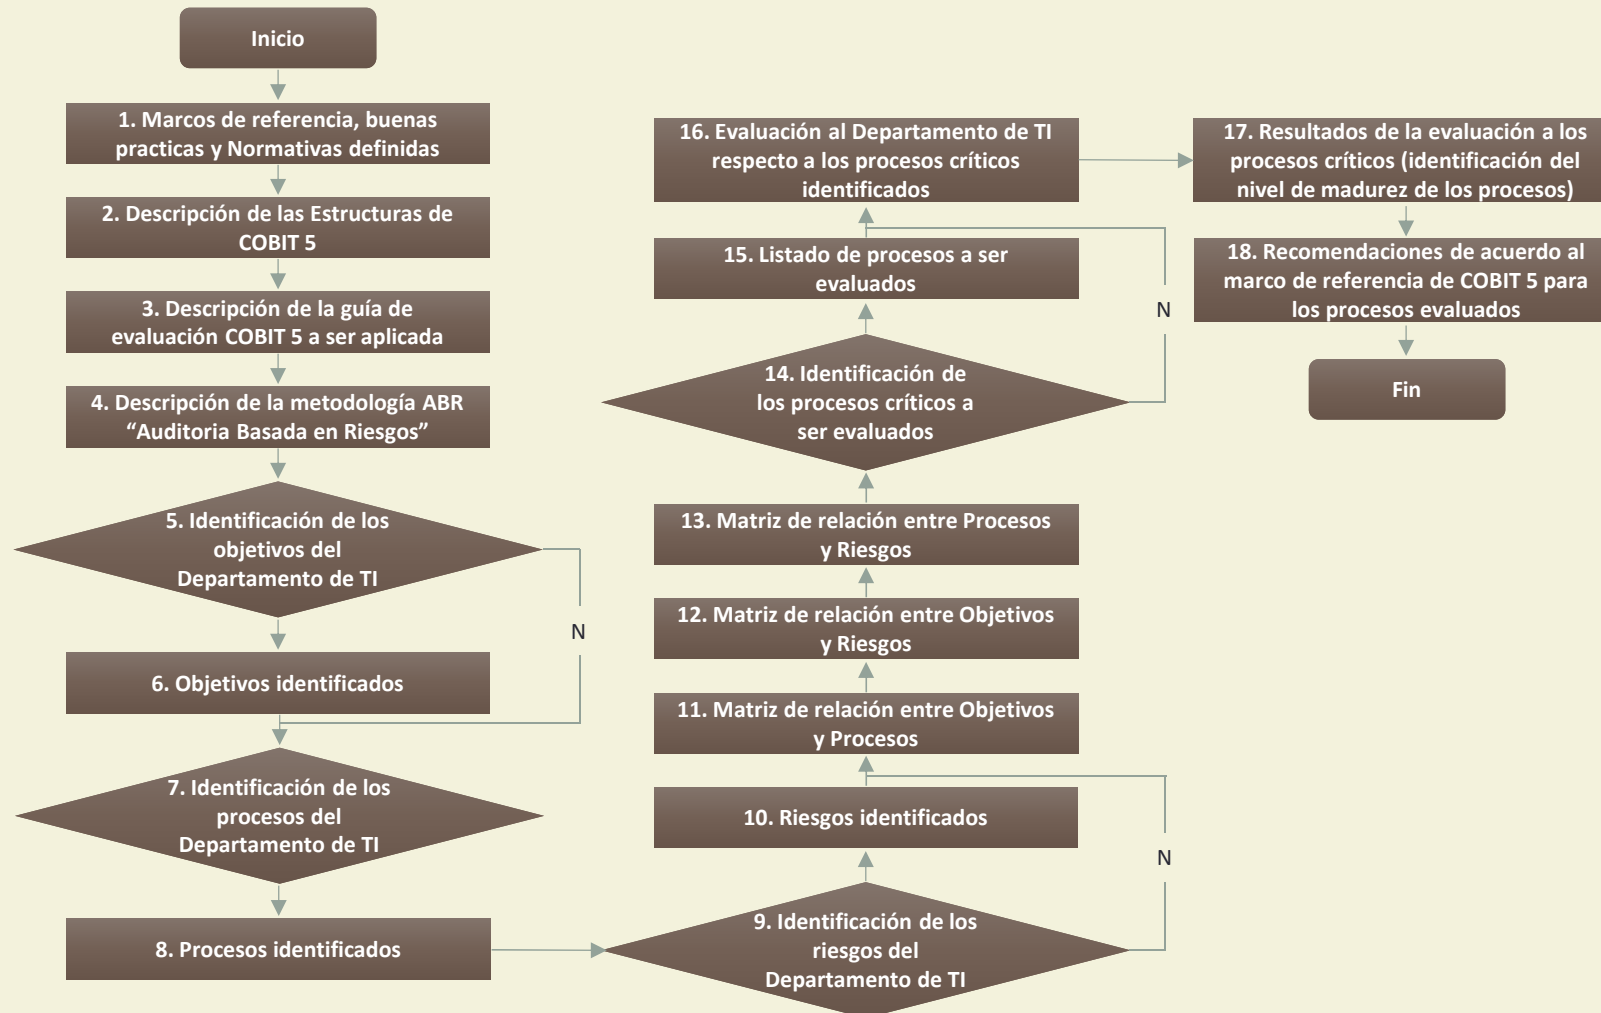 Inicio
1. Marcos de referencia, buenas
practicas y Normativas definidas
2. Descripción de las Estructuras de
COBIT 5
3. Descripción de la guía de
evaluación COBIT 5 a ser aplicada
4. Descripción de la metodología ABR
“Auditoria Basada en Riesgos”
5. Identificación de los
objetivos del
Departamento de TI
N
6. Objetivos identificados
7. Identificación de los
procesos del
Departamento de TI
8. Procesos identificados
9. Identificación de los
riesgos del
Departamento de TI
N
10. Riesgos identificados
11. Matriz de relación entre Objetivos
y Procesos
12. Matriz de relación entre Objetivos
y Riesgos
13. Matriz de relación entre Procesos
y Riesgos
14. Identificación de
los procesos críticos a
ser evaluados
N
15. Listado de procesos a ser
evaluados
16. Evaluación al Departamento de TI
respecto a los procesos críticos
identificados
17. Resultados de la evaluación a los
procesos críticos (identificación del
nivel de madurez de los procesos)
18. Recomendaciones de acuerdo al
marco de referencia de COBIT 5 para
los procesos evaluados
Fin